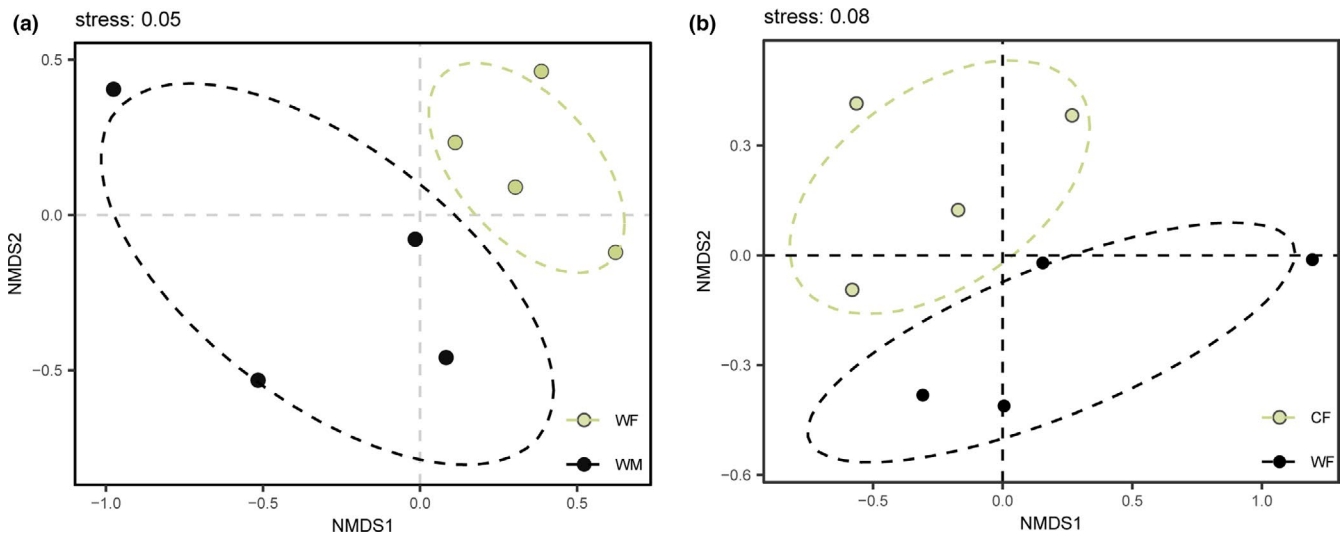 (a) stress: 0.05
0.5
0.0
−0.5
NMDS2
−1.0 −0.5 0.0 0.5
NMDS1
WF
WM
(b) stress: 0.08
0.3
0.0
−0.3
−0.6
NMDS2
−0.5 0.0 0.5 1.0
NMDS1
CF
WF